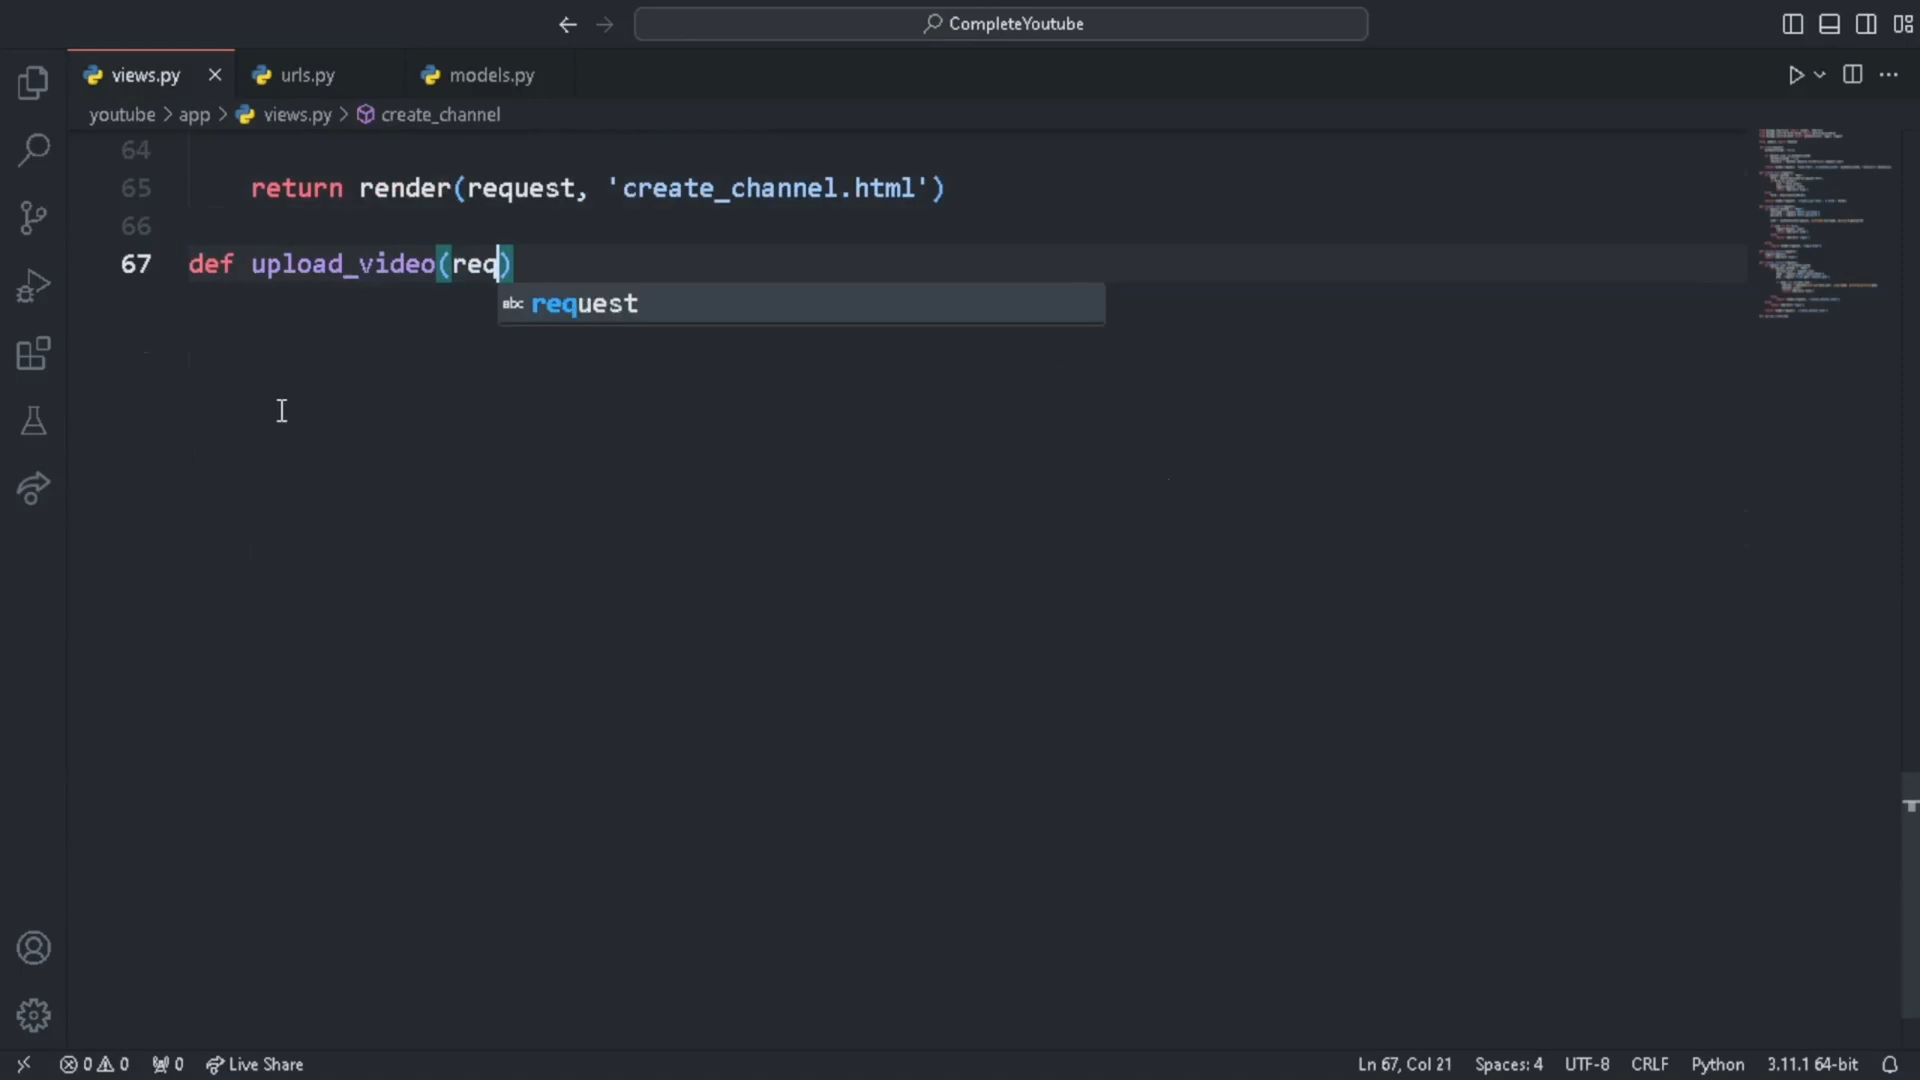 CompleteYoutube
views.py
urls.py
models.py
youtube > app > views.py > create_channel
64
65 return render(request, 'create_channel.html')
66
67 def upload_video(req)
abc request
0 0 0 Live Share
Ln 67, Col 21 Spaces: 4 UTF-8 CRLF Python 3.11.1 64-bit